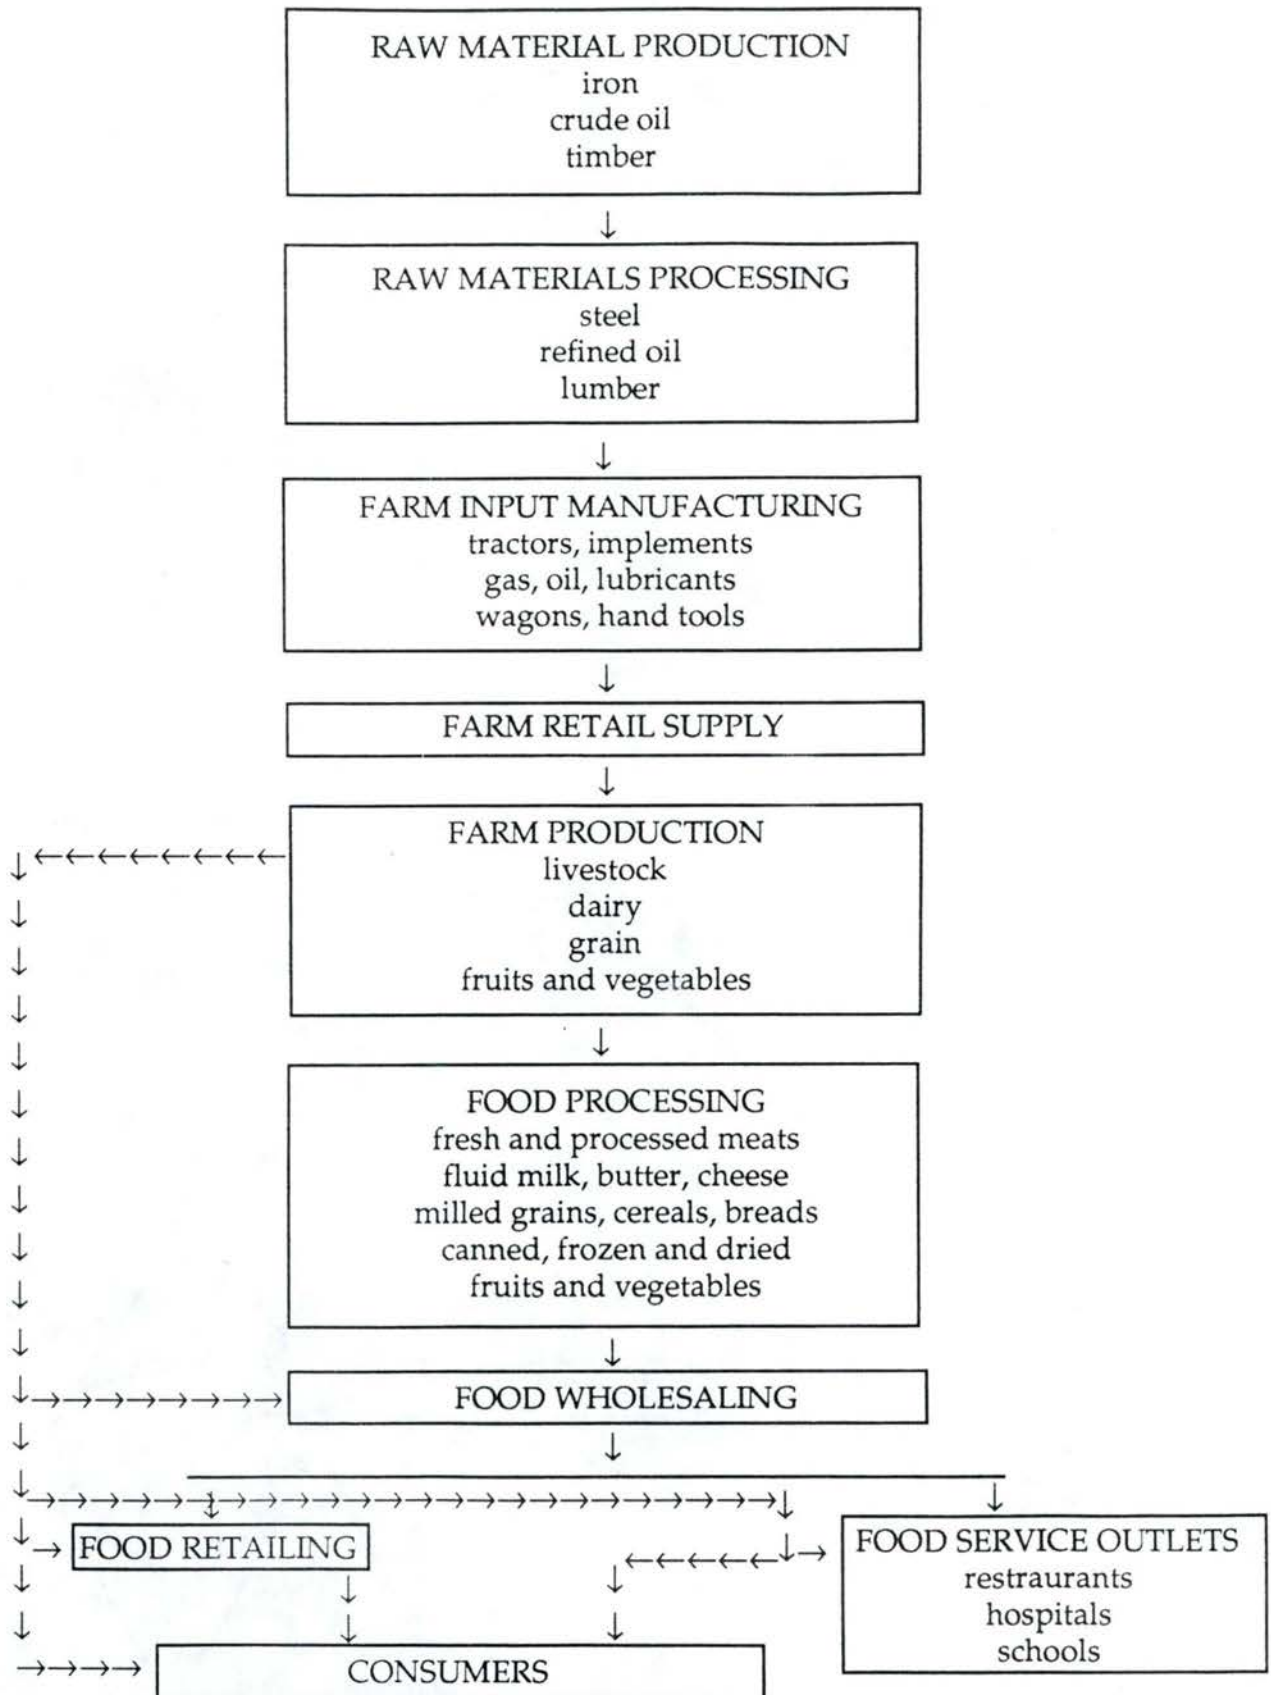 RAW MATERIAL PRODUCTION
iron
crude oil
timber
RAW MATERIALS PROCESSING
steel
refined oil
lumber
FARM INPUT MANUFACTURING
tractors, implements
gas, oil, lubricants
wagons, hand tools
FARM RETAIL SUPPLY
FARM PRODUCTION
livestock
dairy
grain
fruits and vegetables
FOOD PROCESSING
fresh and processed meats
fluid milk, butter, cheese
milled grains, cereals, breads
canned, frozen and dried
fruits and vegetables
FOOD WHOLESALING
FOOD RETAILING
FOOD SERVICE OUTLETS
restraurants
hospitals
schools
CONSUMERS